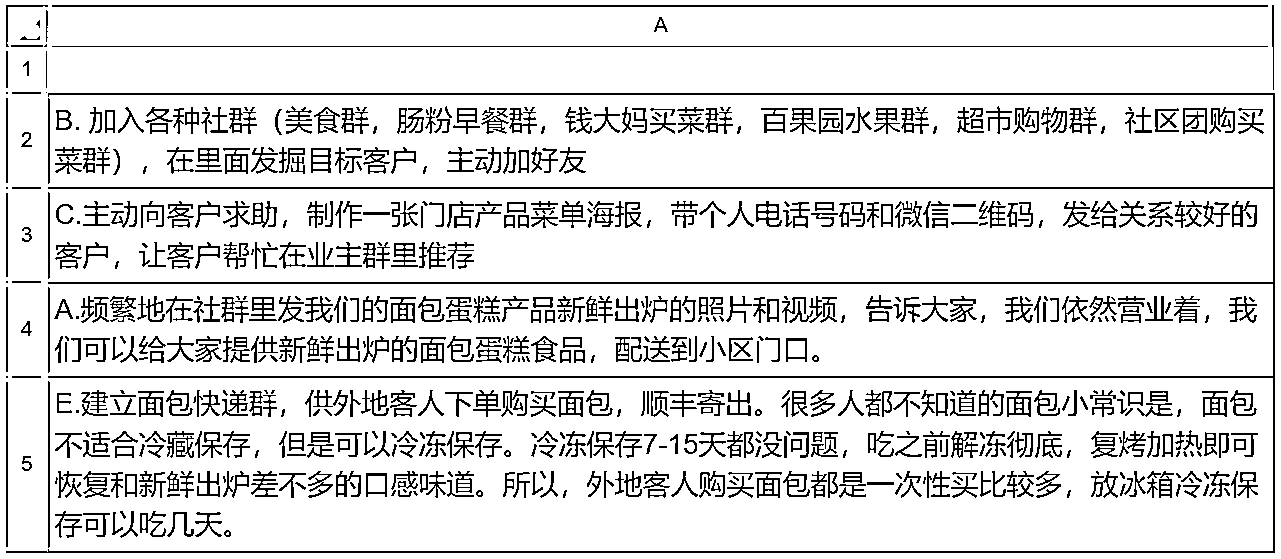 A
1
2
B. 加入各种社群（美食群，肠粉早餐群，钱大妈买菜群，百果园水果群，超市购物群，社区团购买
菜群），在里面发掘目标客户，主动加好友
3
C.主动向客户求助，制作一张门店产品菜单海报，带个人电话号码和微信二维码，发给关系较好的
客户，让客户帮忙在业主群里推荐
4
A.频繁地在社群里发我们的面包蛋糕产品新鲜出炉的照片和视频，告诉大家，我们依然营业着，我
们可以给大家提供新鲜出炉的面包蛋糕食品，配送到小区门口。
5
E.建立面包快递群，供外地客人下单购买面包，顺丰寄出。很多人都不知道的面包小常识是，面包
不适合冷藏保存，但是可以冷冻保存。冷冻保存7-15天都没问题，吃之前解冻彻底，复烤加热即可
恢复和新鲜出炉差不多的口感味道。所以，外地客人购买面包都是一次性买比较多，放冰箱冷冻保
存可以吃几天。